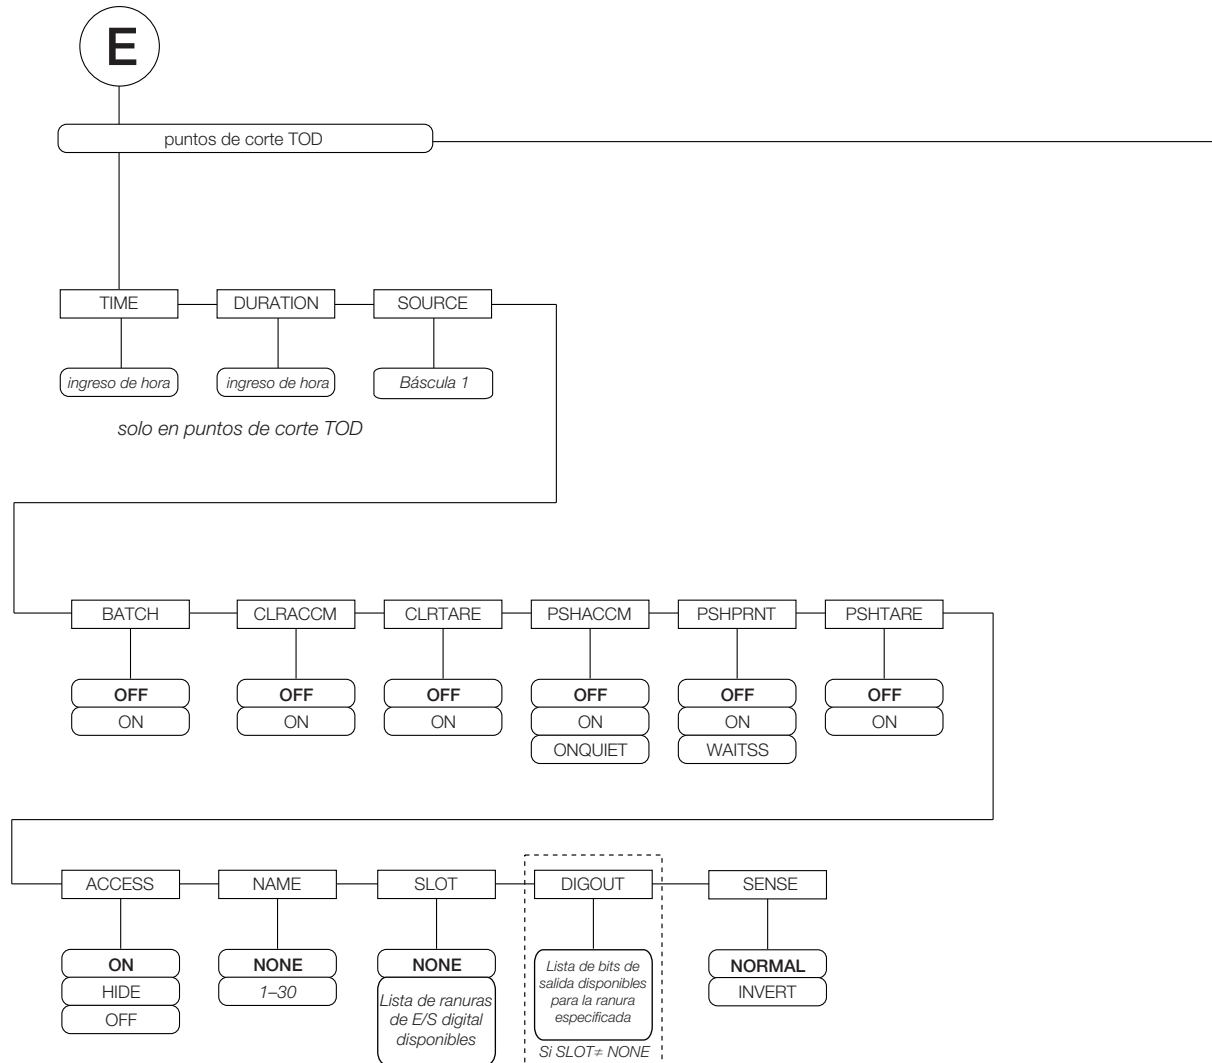 E
puntos de corte TOD
TIME DURATION SOURCE
ingreso de hora ingreso de hora Báscula 1
solo en puntos de corte TOD
BATCH CLRACCM CLRTARE PSHACCM PSHPRNT PSHTARE
OFF OFF OFF OFF OFF OFF
ON ON ON ON ON ON
ONQUIET WAITSS
ACCESS NAME SLOT DIGOUT SENSE
ON
HIDE
OFF
NONE
1–30
NONE
Lista de ranuras
de E/S digital
disponibles
Lista de bits de
salida disponibles
para la ranura
especificada
Si SLOT≠ NONE
NORMAL
INVERT